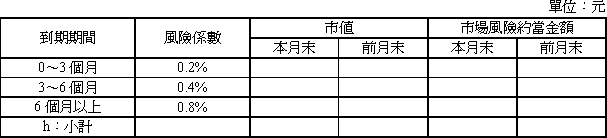 單位：元
到期期間 風險係數 市值 市場風險約當金額
本月末 前月末 本月末 前月末
0～3個月 0.2%
3～6個月 0.4%
6個月以上 0.8%
h：小計